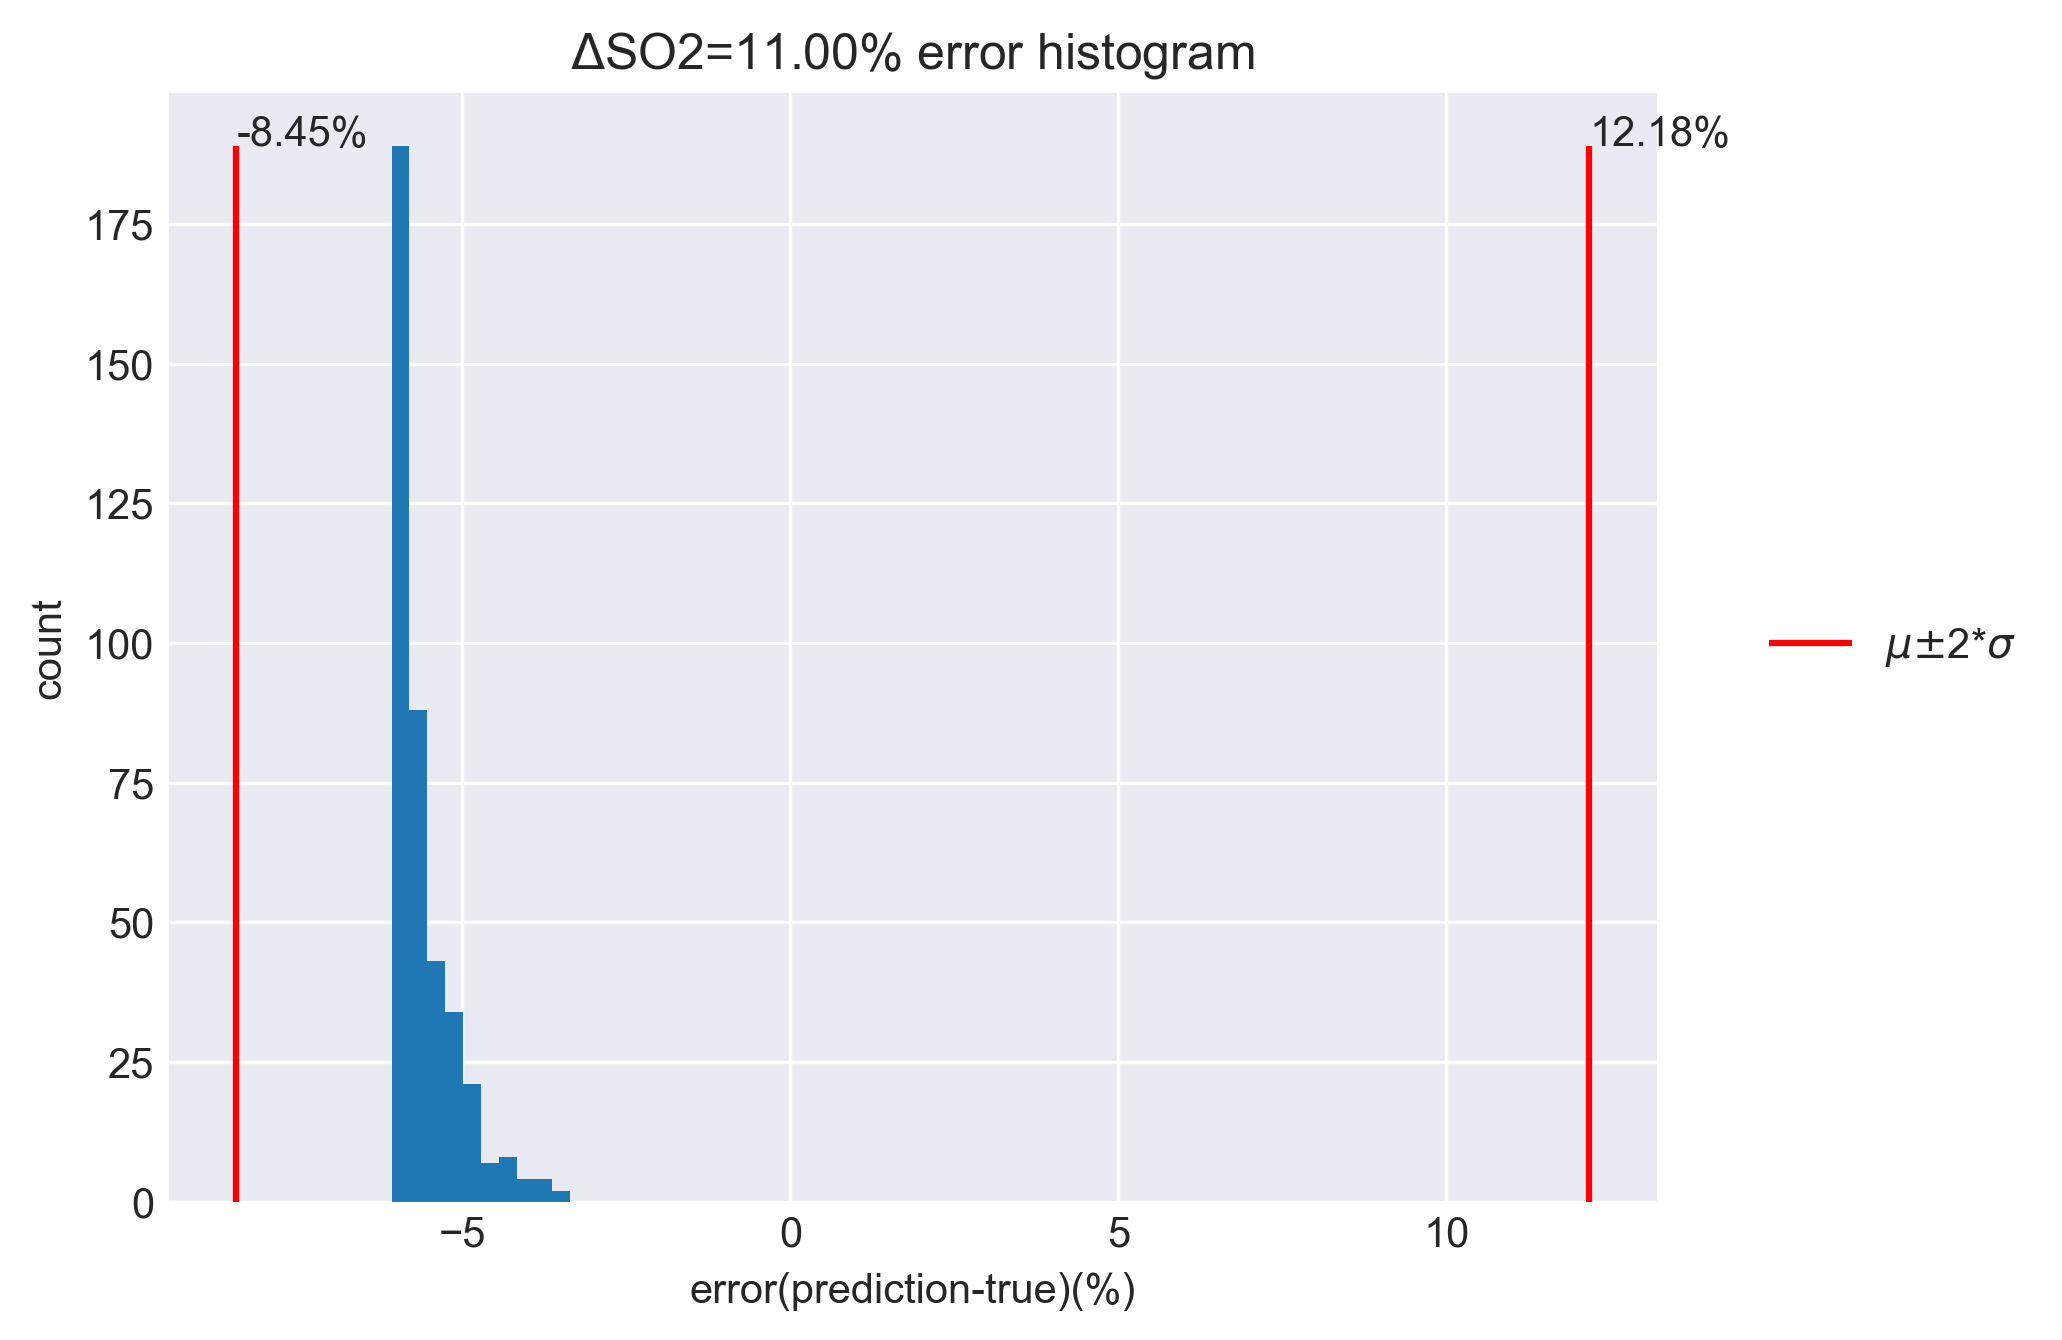 ΔSO2=11.00% error histogram
-8.45%
12.18%
175
150
125
100
75
50
25
0
count
μ±2*σ
−5 0 5 10
error(prediction-true)(%)